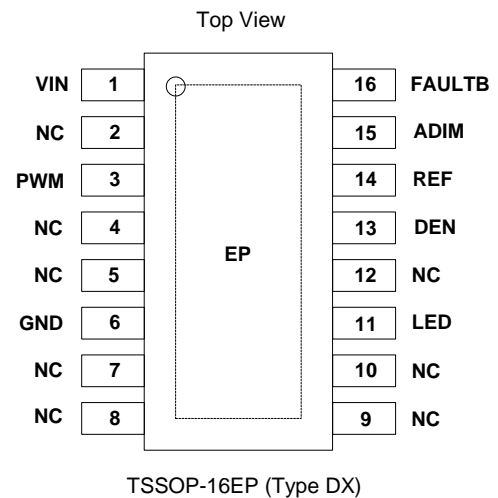 Top View
VIN 1 16 FAULTB
NC 2 15 ADIM
PWM 3 14 REF
NC 4 13 DEN
EP
NC 5 12 NC
GND 6 11 LED
NC 7 10 NC
NC 8 9 NC
TSSOP-16EP (Type DX)